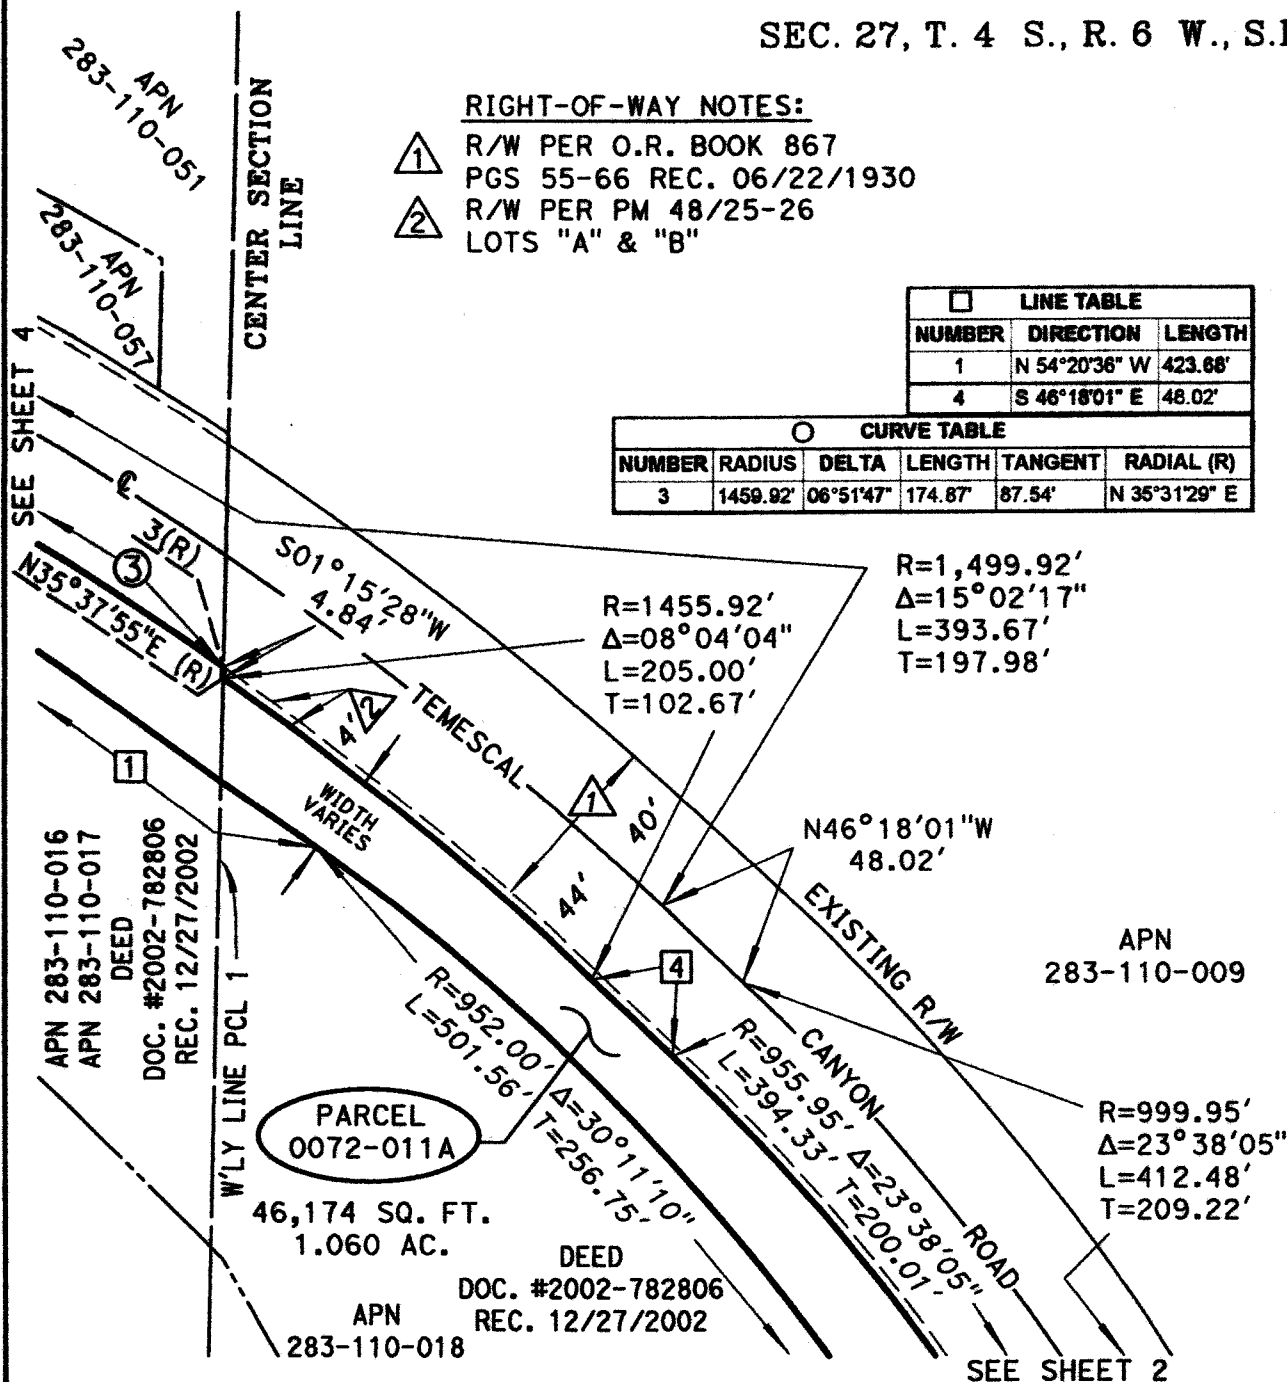 SEC. 27, T. 4 S., R. 6 W., S.
RIGHT-OF-WAY NOTES:
1 R/W PER O.R. BOOK 867
PGS 55-66 REC. 06/22/1930
2 R/W PER PM 48/25-26
LOTS "A" & "B"
APN
283-110-051
APN
283-110-057
CENTER SECTION
LINE
□ LINE TABLE
NUMBER DIRECTION LENGTH
1 N 54°20'36" W 423.68'
4 S 46°18'01" E 48.02'
○ CURVE TABLE
NUMBER RADIUS DELTA LENGTH TANGENT RADIAL (R)
3 1459.92' 06°51'47" 174.87' 87.54' N 35°31'29" E
SEE SHEET 4
℄
3(R)
3
N35°37'55"E (R)
S01°15'28"W
4.84'
R=1455.92'
Δ=08°04'04"
L=205.00'
T=102.67'
R=1,499.92'
Δ=15°02'17"
L=393.67'
T=197.98'
4'
2
TEMESCAL
1
WIDTH
VARIES
1
40'
44'
N46°18'01"W
48.02'
EXISTING R/W
APN
283-110-009
APN 283-110-016
APN 283-110-017
DEED
DOC. #2002-782806
REC. 12/27/2002
W'LY LINE PCL 1
4
CANYON
ROAD
R=952.00' Δ=30°11'10"
L=501.56' T=256.75'
R=955.95' Δ=23°38'05"
L=394.33' T=200.01'
R=999.95'
Δ=23°38'05"
L=412.48'
T=209.22'
PARCEL
0072-011A
46,174 SQ. FT.
1.060 AC.
DEED
DOC. #2002-782806
REC. 12/27/2002
APN
283-110-018
SEE SHEET 2